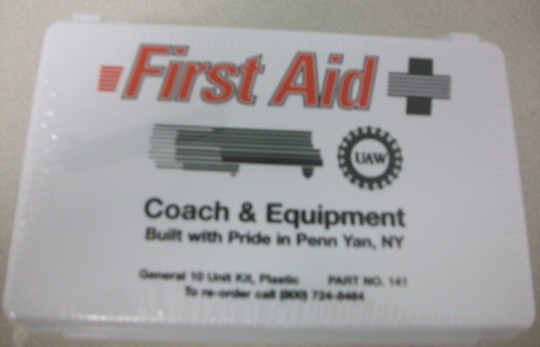 First Aid
UAW
Coach & Equipment
Built with Pride in Penn Yan, NY
General 10 Unit Kit, Plastic PART NO. 141
To re-order call (800) 724-8464